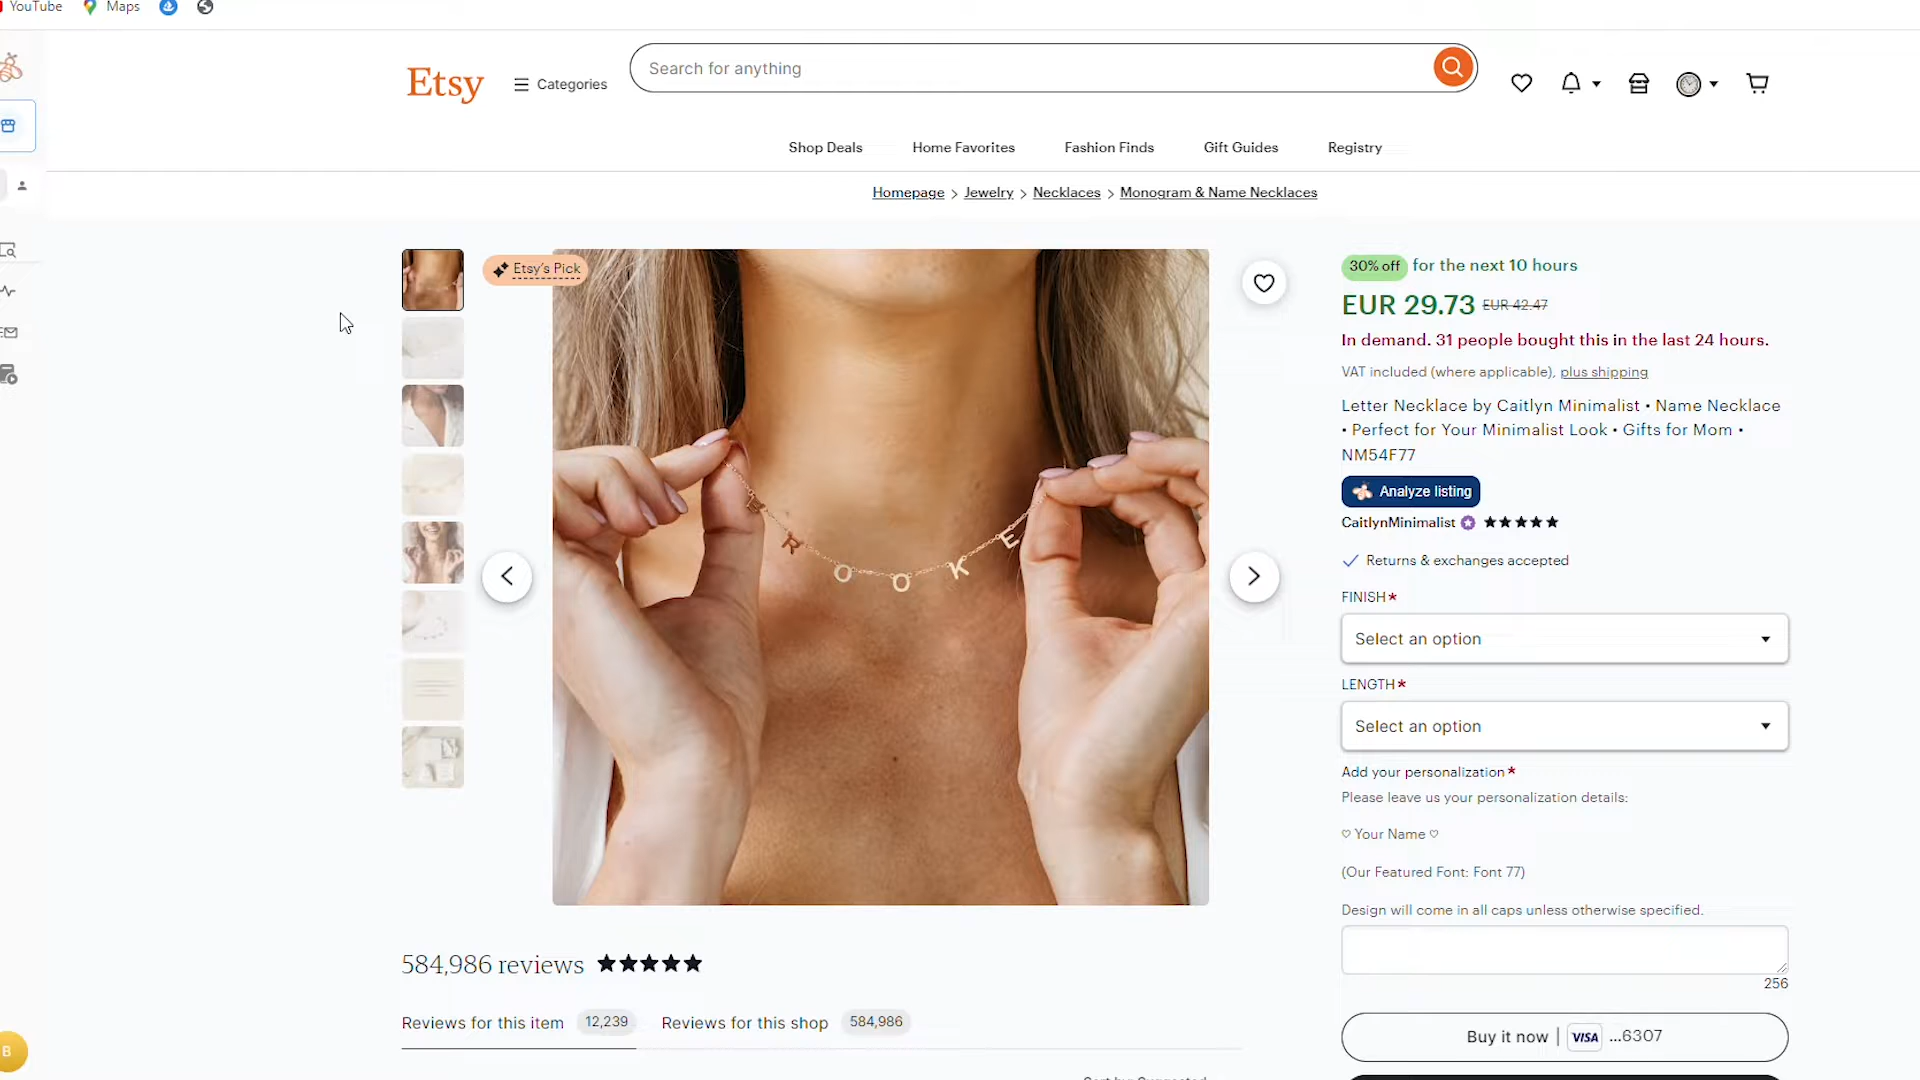 YouTube
Maps
Etsy
Categories
Search for anything
Shop Deals
Home Favorites
Fashion Finds
Gift Guides
Registry
Homepage > Jewelry > Necklaces > Monogram & Name Necklaces
Etsy's Pick
R O O K E
30% off for the next 10 hours
EUR 29.73 EUR 42.47
In demand. 31 people bought this in the last 24 hours.
VAT included (where applicable), plus shipping
Letter Necklace by Caitlyn Minimalist • Name Necklace
• Perfect for Your Minimalist Look • Gifts for Mom •
NM54F77
Analyze listing
CaitlynMinimalist
Returns & exchanges accepted
FINISH*
Select an option
LENGTH*
Select an option
Add your personalization*
Please leave us your personalization details:
♡ Your Name ♡
(Our Featured Font: Font 77)
Design will come in all caps unless otherwise specified.
256
Buy it now | VISA ...6307
584,986 reviews
Reviews for this item 12,239
Reviews for this shop 584,986
B